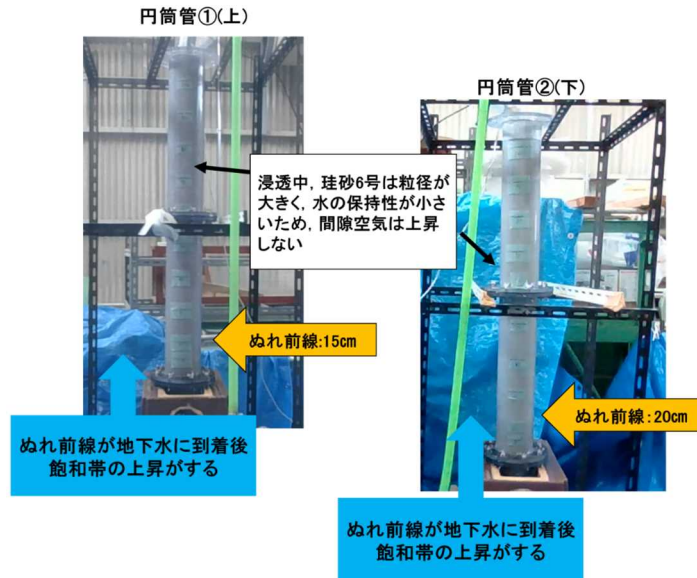 円筒管①(上)
円筒管②(下)
浸透中, 珪砂6号は粒径が
大きく, 水の保持性が小さ
いため, 間隙空気は上昇
しない
ぬれ前線:15cm
ぬれ前線:20cm
ぬれ前線が地下水に到着後
飽和帯の上昇がする
ぬれ前線が地下水に到着後
飽和帯の上昇がする